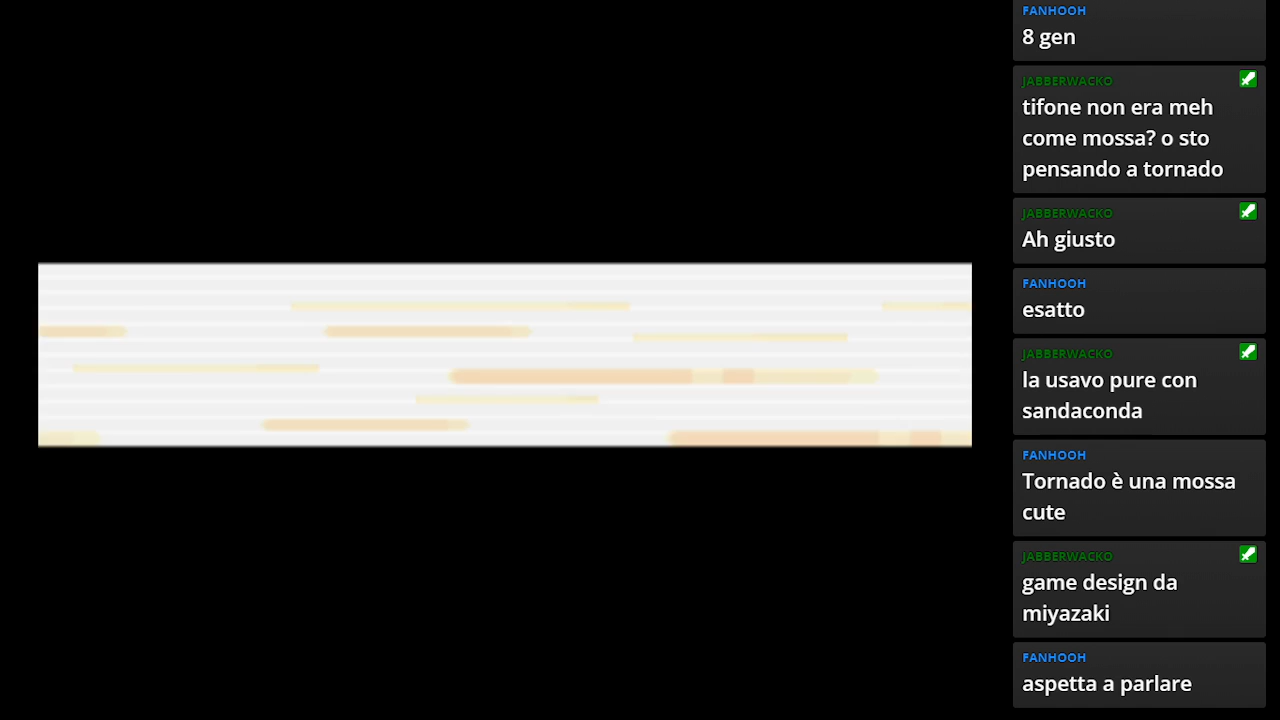 FANHOOH
8 gen
JABBERWACKO
tifone non era meh
come mossa? o sto
pensando a tornado
JABBERWACKO
Ah giusto
FANHOOH
esatto
JABBERWACKO
la usavo pure con
sandaconda
FANHOOH
Tornado è una mossa
cute
JABBERWACKO
game design da
miyazaki
FANHOOH
aspetta a parlare